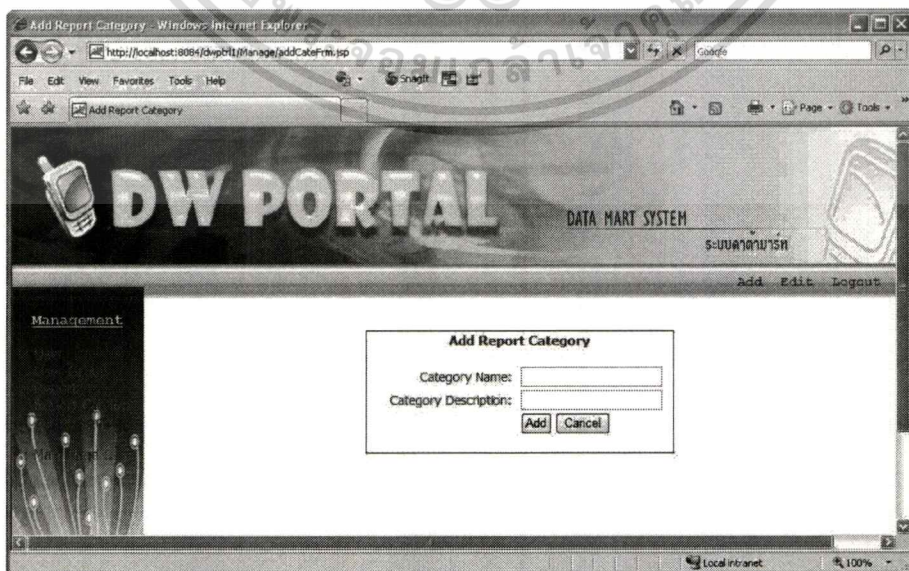 Add Report Category - Windows Internet Explorer
http://localhost:8084/dwptrl1/Manage/addCateFrm.jsp
Google
File Edit View Favorites Tools Help
SnagIt
Add Report Category
Page Tools
DW PORTAL
DATA MART SYSTEM
ระบบดาต้ามาร์ท
Add Edit Logout
Management
User
Add Report Category
Category Name:
Category Description:
Add Cancel
Local intranet
100%